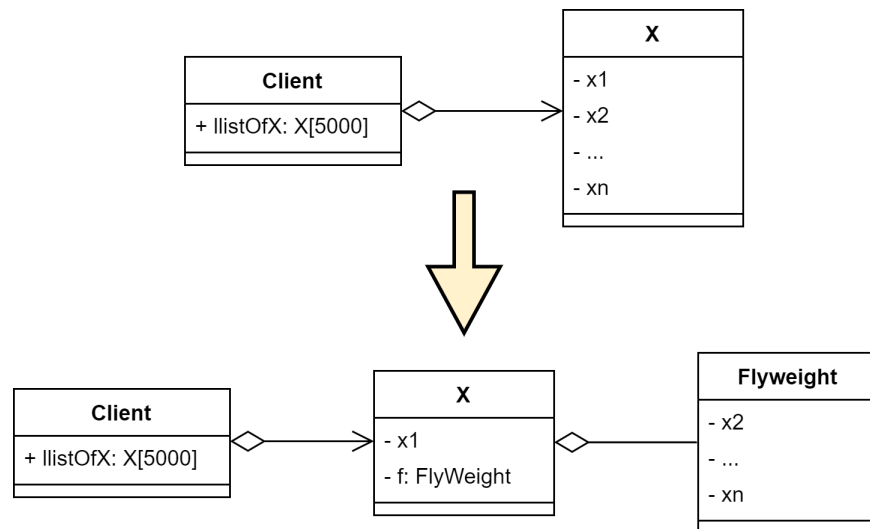 Client
+ llistOfX: X[5000]
X
- x1
- x2
- ...
- xn
Client
+ llistOfX: X[5000]
X
- x1
- f: FlyWeight
Flyweight
- x2
- ...
- xn